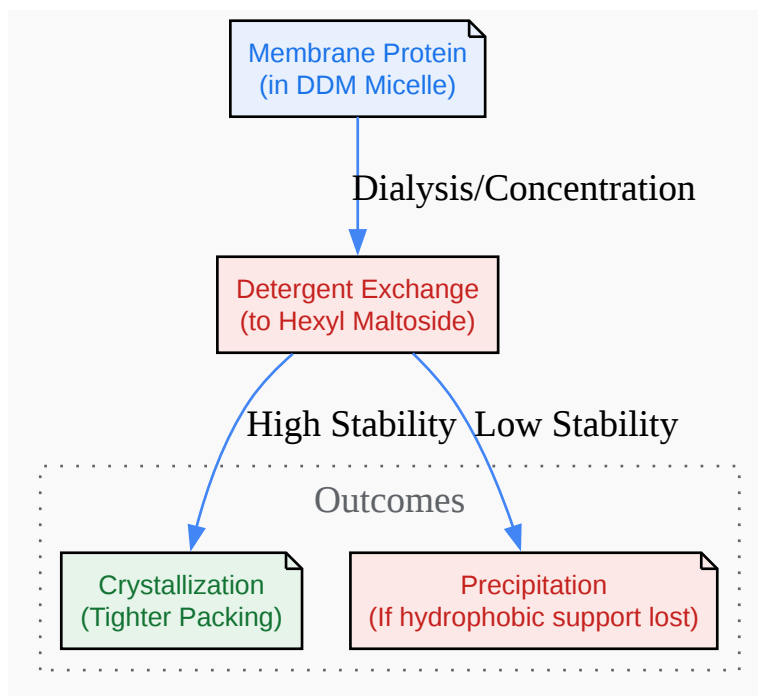 Membrane Protein
(in DDM Micelle)
Dialysis/Concentration
Detergent Exchange
(to Hexyl Maltoside)
High Stability
Low Stability
Outcomes
Crystallization
(Tighter Packing)
Precipitation
(If hydrophobic support lost)